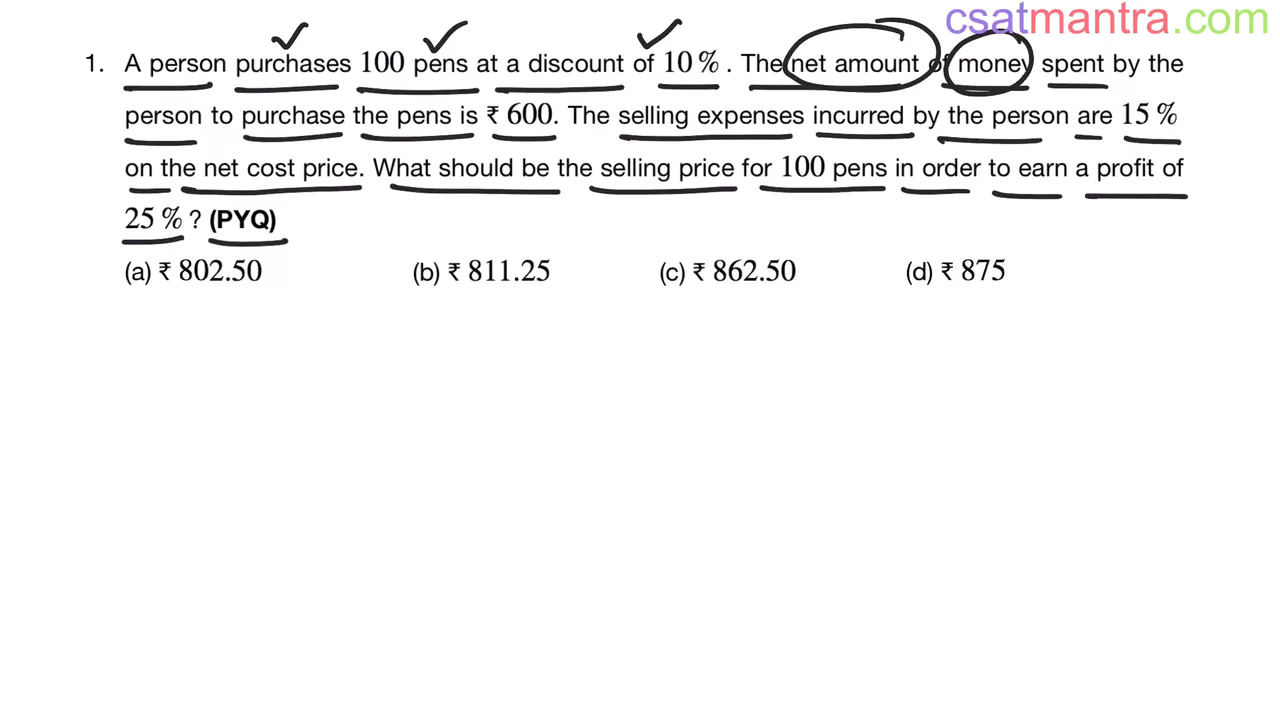 csatmantra.com
1. A person purchases 100 pens at a discount of 10 % . The net amount of money spent by the
person to purchase the pens is ₹ 600. The selling expenses incurred by the person are 15 %
on the net cost price. What should be the selling price for 100 pens in order to earn a profit of
25 % ? (PYQ)
(a) ₹ 802.50 (b) ₹ 811.25 (c) ₹ 862.50 (d) ₹ 875